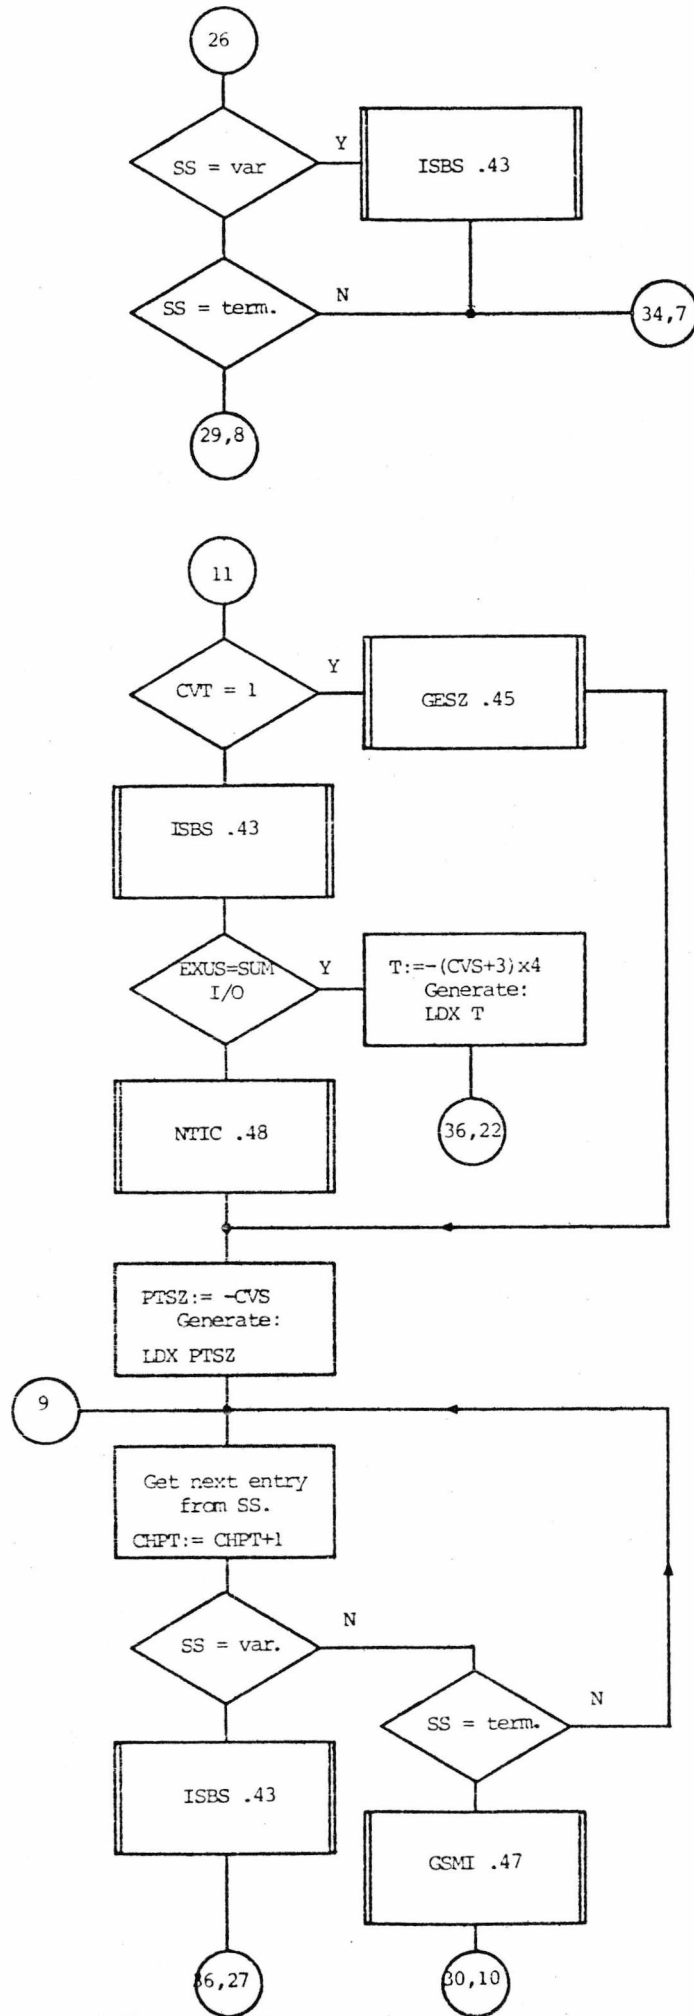 26
SS = var
Y
ISBS .43
SS = term.
N
34,7
29,8
11
CVT = 1
Y
GESZ .45
ISBS .43
EXUS=SUM
I/O
Y
T:=-(CVS+3)x4
Generate:
LDX T
NTIC .48
36,22
PTSZ:= -CVS
Generate:
LDX PTSZ
9
Get next entry
from SS.
CHPT:= CHPT+1
SS = var.
N
SS = term.
N
ISBS .43
GSMI .47
36,27
30,10